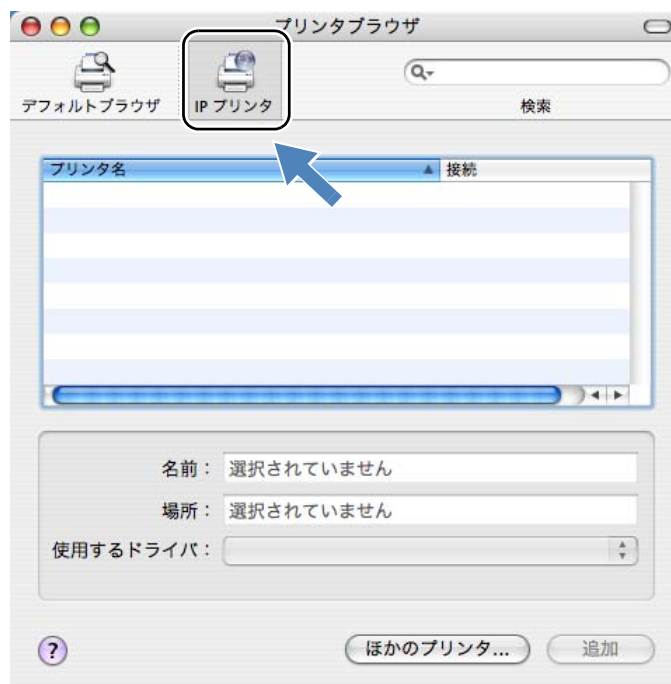 プリンタブラウザ
デフォルトブラウザ
IP プリンタ
検索
プリンタ名
接続
名前：
選択されていません
場所：
選択されていません
使用するドライバ：
?
ほかのプリンタ...
追加